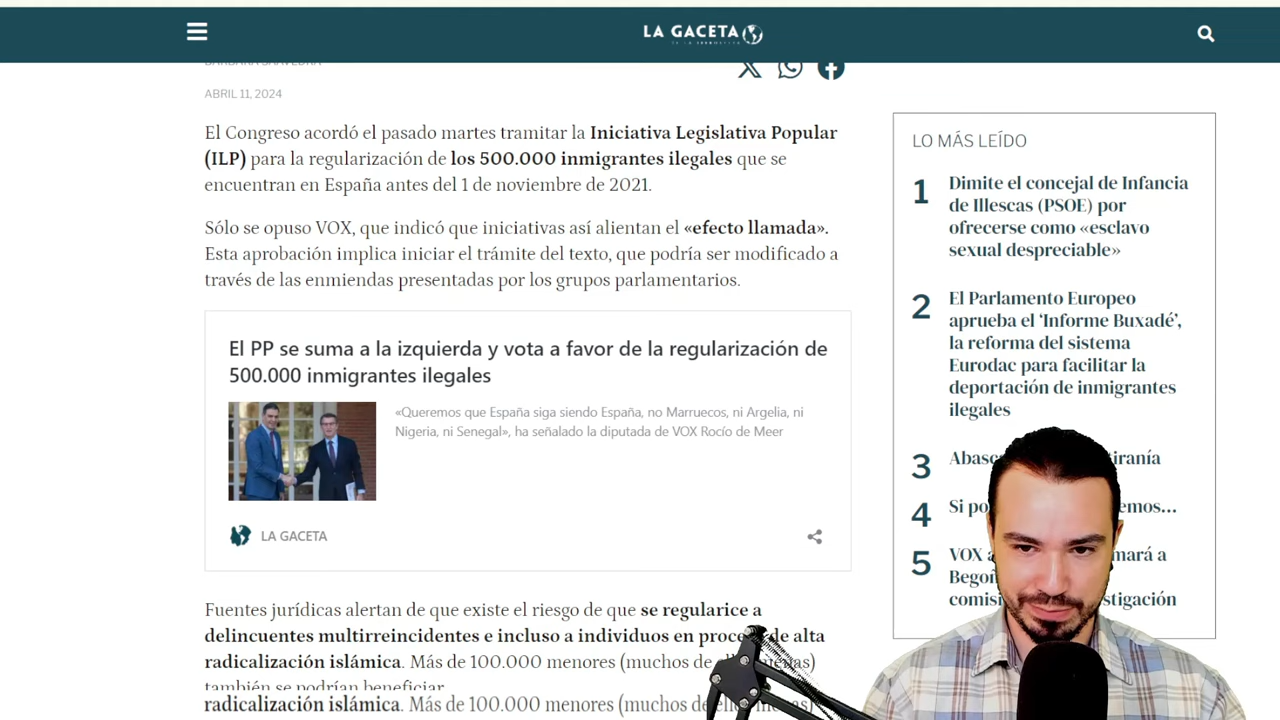 LA GACETA
ABRIL 11, 2024
El Congreso acordó el pasado martes tramitar la Iniciativa Legislativa Popular
(ILP) para la regularización de los 500.000 inmigrantes ilegales que se
encuentran en España antes del 1 de noviembre de 2021.
Sólo se opuso VOX, que indicó que iniciativas así alientan el «efecto llamada».
Esta aprobación implica iniciar el trámite del texto, que podría ser modificado a
través de las enmiendas presentadas por los grupos parlamentarios.
El PP se suma a la izquierda y vota a favor de la regularización de
500.000 inmigrantes ilegales
«Queremos que España siga siendo España, no Marruecos, ni Argelia, ni
Nigeria, ni Senegal», ha señalado la diputada de VOX Rocío de Meer
LA GACETA
Fuentes jurídicas alertan de que existe el riesgo de que se regularice a
delincuentes multirreincidentes e incluso a individuos en proceso de alta
radicalización islámica. Más de 100.000 menores (muchos de
también se podrían beneficiar
radicalización islámica. Más de 100.000 menores (muchos de
LO MÁS LEÍDO
1 Dimite el concejal de Infancia
de Illescas (PSOE) por
ofrecerse como «esclavo
sexual despreciable»
2 El Parlamento Europeo
aprueba el ‘Informe Buxadé’,
la reforma del sistema
Eurodac para facilitar la
deportación de inmigrantes
ilegales
3
4 Si
5 VOX